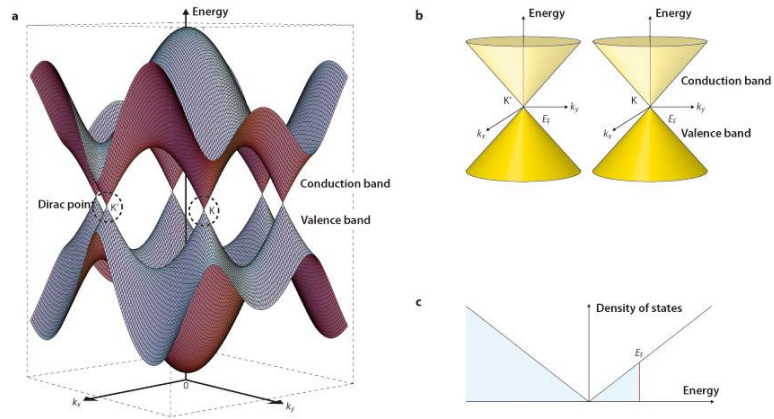 a
Energy
Dirac point
K'
K
Conduction band
Valence band
0
kx
ky
b
Energy
K'
ky
EF
kx
Energy
K
ky
EF
kx
Conduction band
Valence band
c
Density of states
EF
Energy